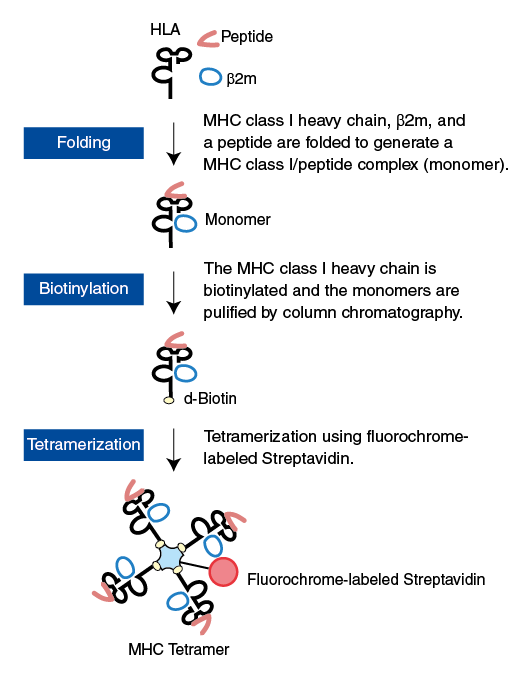 HLA
Peptide
β2m
Folding
MHC class I heavy chain, β2m, and
a peptide are folded to generate a
MHC class I/peptide complex (monomer).
Monomer
Biotinylation
The MHC class I heavy chain is
biotinylated and the monomers are
pulified by column chromatography.
d-Biotin
Tetramerization
Tetramerization using fluorochrome-
labeled Streptavidin.
Fluorochrome-labeled Streptavidin
MHC Tetramer